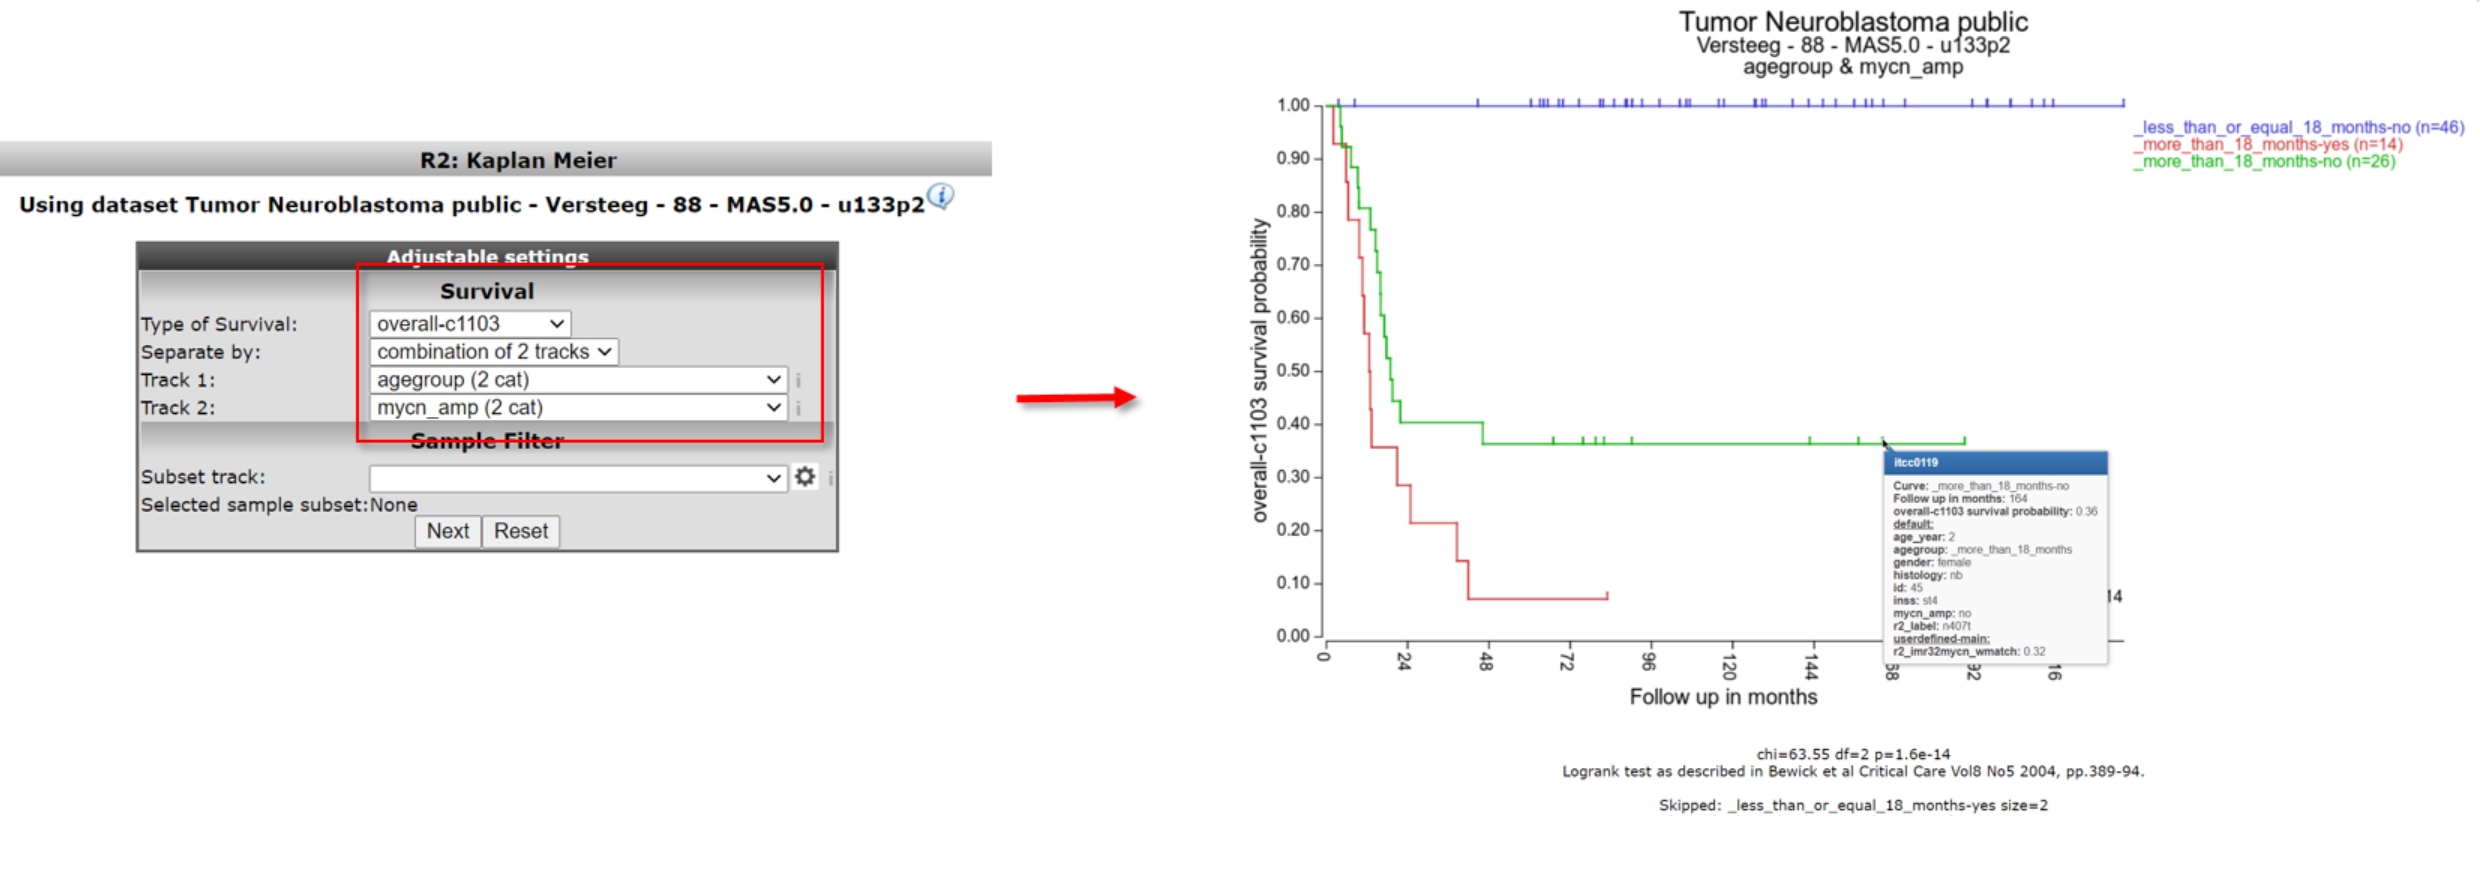 R2: Kaplan Meier
Using dataset Tumor Neuroblastoma public - Versteeg - 88 - MAS5.0 - u133p2
Adjustable settings
Survival
Type of Survival: overall-c1103
Separate by: combination of 2 tracks
Track 1: agegroup (2 cat)
Track 2: mycn_amp (2 cat)
Sample Filter
Subset track:
Selected sample subset:None
Next Reset
Tumor Neuroblastoma public
Versteeg - 88 - MAS5.0 - u133p2
agegroup & mycn_amp
overall-c1103 survival probability
1.00
0.90
0.80
0.70
0.60
0.50
0.40
0.30
0.20
0.10
0.00
_less_than_or_equal_18_months-no (n=46)
_more_than_18_months-yes (n=14)
_more_than_18_months-no (n=26)
itcc0119
Curve: _more_than_18_months-no
Follow up in months: 164
overall-c1103 survival probability: 0.36
default:
age_year: 2
agegroup: _more_than_18_months
gender: female
histology: nb
id: 45
inss: st4
mycn_amp: no
r2_label: n407t
userdefined-main:
r2_imr32mycn_wmatch: 0.32
14
0 24 48 72 96 120 144 68 92 16
Follow up in months
chi=63.55 df=2 p=1.6e-14
Logrank test as described in Bewick et al Critical Care Vol8 No5 2004, pp.389-94.
Skipped: _less_than_or_equal_18_months-yes size=2